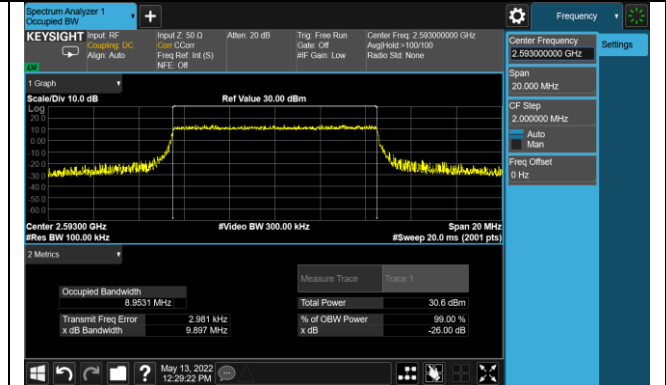 Spectrum Analyzer 1
Occupied BW
Frequency
KEYSIGHT
Input: RF
Coupling: DC
Align: Auto
Input Z: 50 Ω
Corr CCorr
Freq Ref: Int (S)
NFE: Off
Atten: 20 dB
Trig: Free Run
Gate: Off
#IF Gain: Low
Center Freq: 2.593000000 GHz
Avg|Hold:>100/100
Radio Std: None
Center Frequency
2.593000000 GHz
Settings
Span
20.000 MHz
CF Step
2.000000 MHz
Auto
Man
Freq Offset
0 Hz
1 Graph
Scale/Div 10.0 dB
Ref Value 30.00 dBm
Log
20.0
10.0
0.0
-10.0
-20.0
-30.0
-40.0
-50.0
-60.0
Center 2.59300 GHz
#Video BW 300.00 kHz
Span 20 MHz
#Res BW 100.00 kHz
#Sweep 20.0 ms (2001 pts)
2 Metrics
Measure Trace
Trace 1
Occupied Bandwidth
8.9531 MHz
Total Power
30.6 dBm
Transmit Freq Error
2.981 kHz
% of OBW Power
99.00 %
x dB Bandwidth
9.897 MHz
x dB
-26.00 dB
May 13, 2022
12:29:22 PM